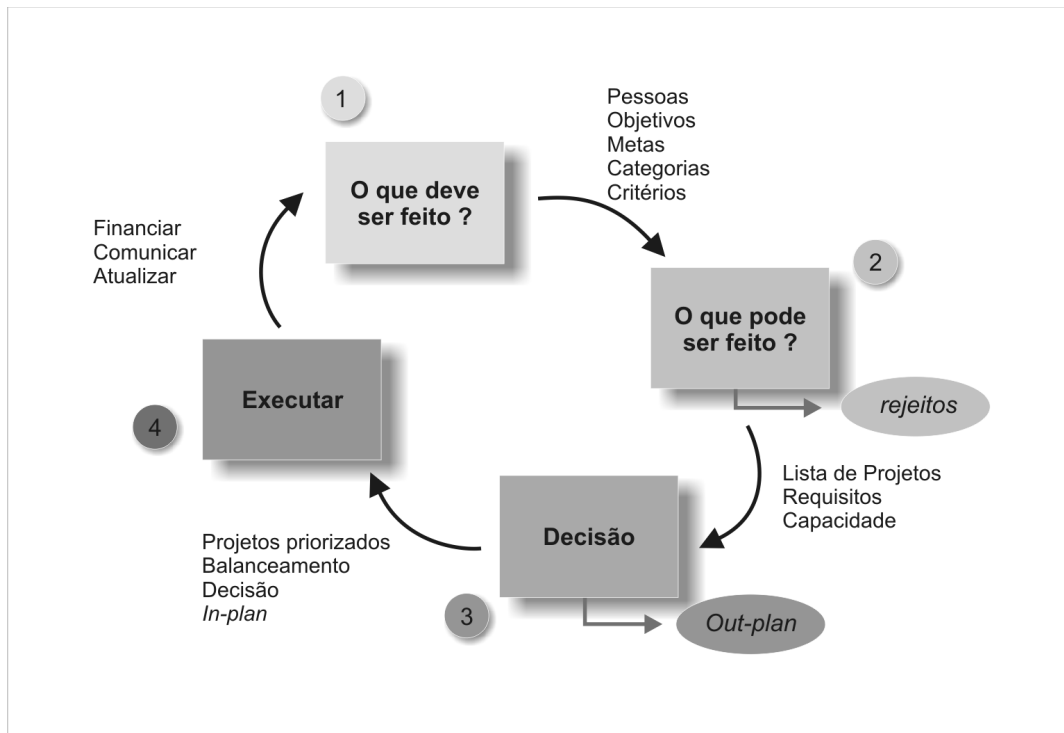 1
O que deve
ser feito ?
Pessoas
Objetivos
Metas
Categorias
Critérios
2
O que pode
ser feito ?
rejeitos
Lista de Projetos
Requisitos
Capacidade
3
Decisão
Out-plan
Projetos priorizados
Balanceamento
Decisão
In-plan
4
Executar
Financiar
Comunicar
Atualizar